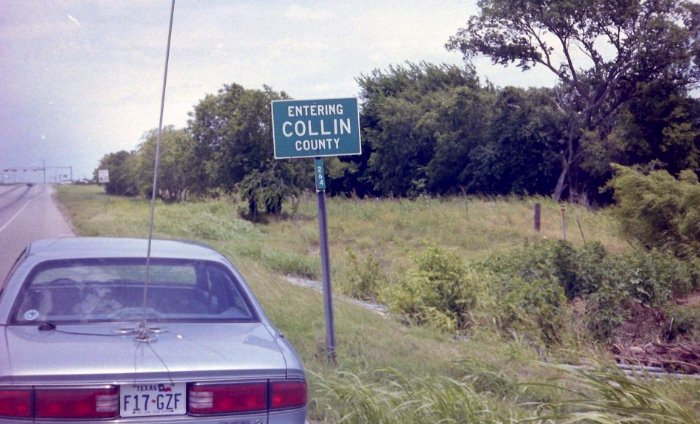 ENTERING
COLLIN
COUNTY
TEXAS
F17 GZF